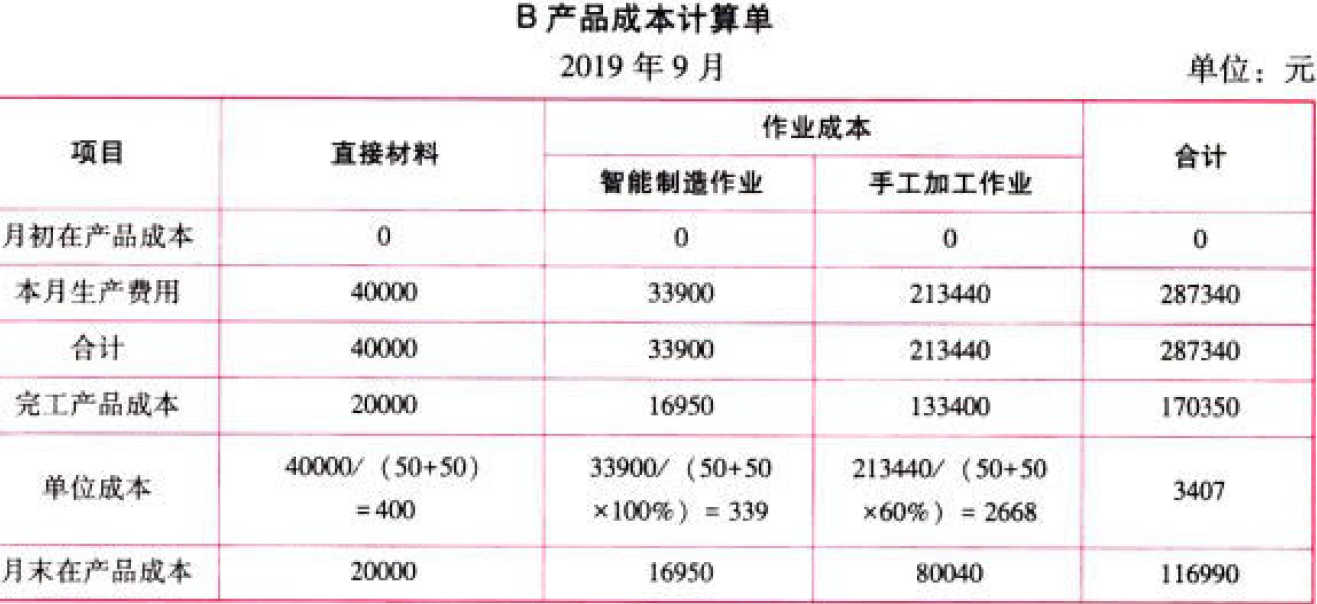 B 产品成本计算单
2019 年 9 月 单位：元
项目 直接材料 作业成本 合计
智能制造作业 手工加工作业
月初在产品成本 0 0 0 0
本月生产费用 40000 33900 213440 287340
合计 40000 33900 213440 287340
完工产品成本 20000 16950 133400 170350
单位成本 40000/（50+50） 33900/（50+50 213440/（50+50 3407
=400 ×100%）= 339 ×60%）= 2668
月末在产品成本 20000 16950 80040 116990